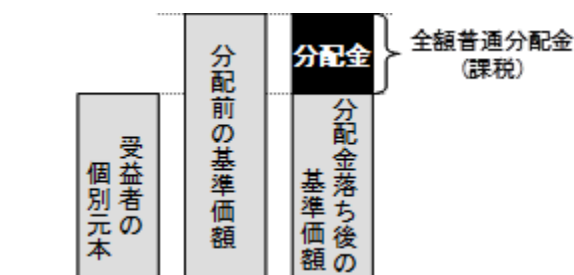 受益者の
個別元本
分配前の基準価額
分配金
分配金落ち後の
基準価額
全額普通分配金
(課税)